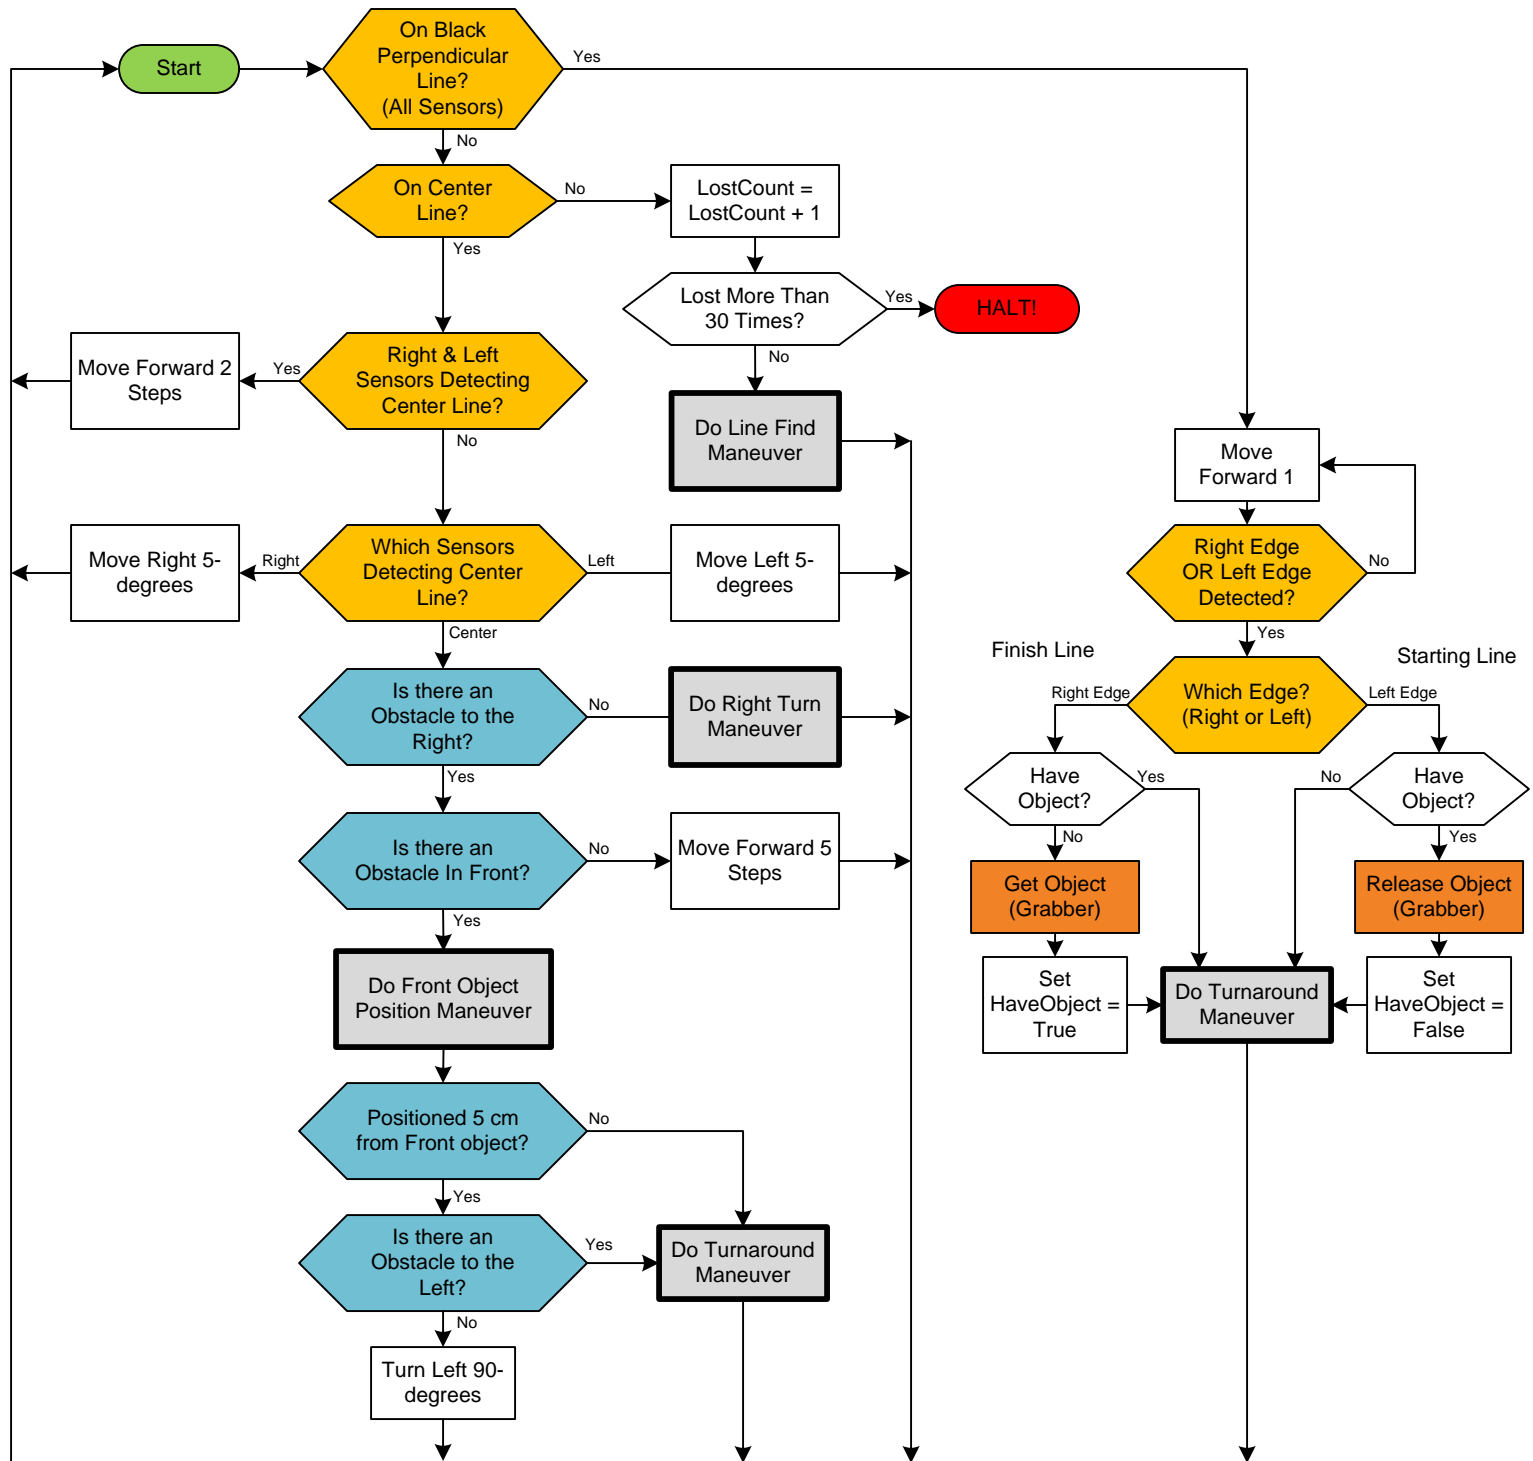 Start
On Black
Perpendicular
Line?
(All Sensors)
Yes
No
On Center
Line?
No
LostCount =
LostCount + 1
Yes
Lost More Than
30 Times?
Yes
HALT!
No
Move Forward 2
Steps
Yes
Right & Left
Sensors Detecting
Center Line?
No
Do Line Find
Maneuver
Move
Forward 1
Move Right 5-
degrees
Right
Which Sensors
Detecting Center
Line?
Left
Move Left 5-
degrees
Center
Right Edge
OR Left Edge
Detected?
No
Yes
Finish Line
Starting Line
Is there an
Obstacle to the
Right?
No
Do Right Turn
Maneuver
Yes
Right Edge
Which Edge?
(Right or Left)
Left Edge
Have
Object?
Yes
No
No
Have
Object?
Yes
Is there an
Obstacle In Front?
No
Move Forward 5
Steps
Yes
Get Object
(Grabber)
Release Object
(Grabber)
Do Front Object
Position Maneuver
Set
HaveObject =
True
Do Turnaround
Maneuver
Set
HaveObject =
False
Positioned 5 cm
from Front object?
No
Yes
Is there an
Obstacle to the
Left?
Yes
Do Turnaround
Maneuver
No
Turn Left 90-
degrees